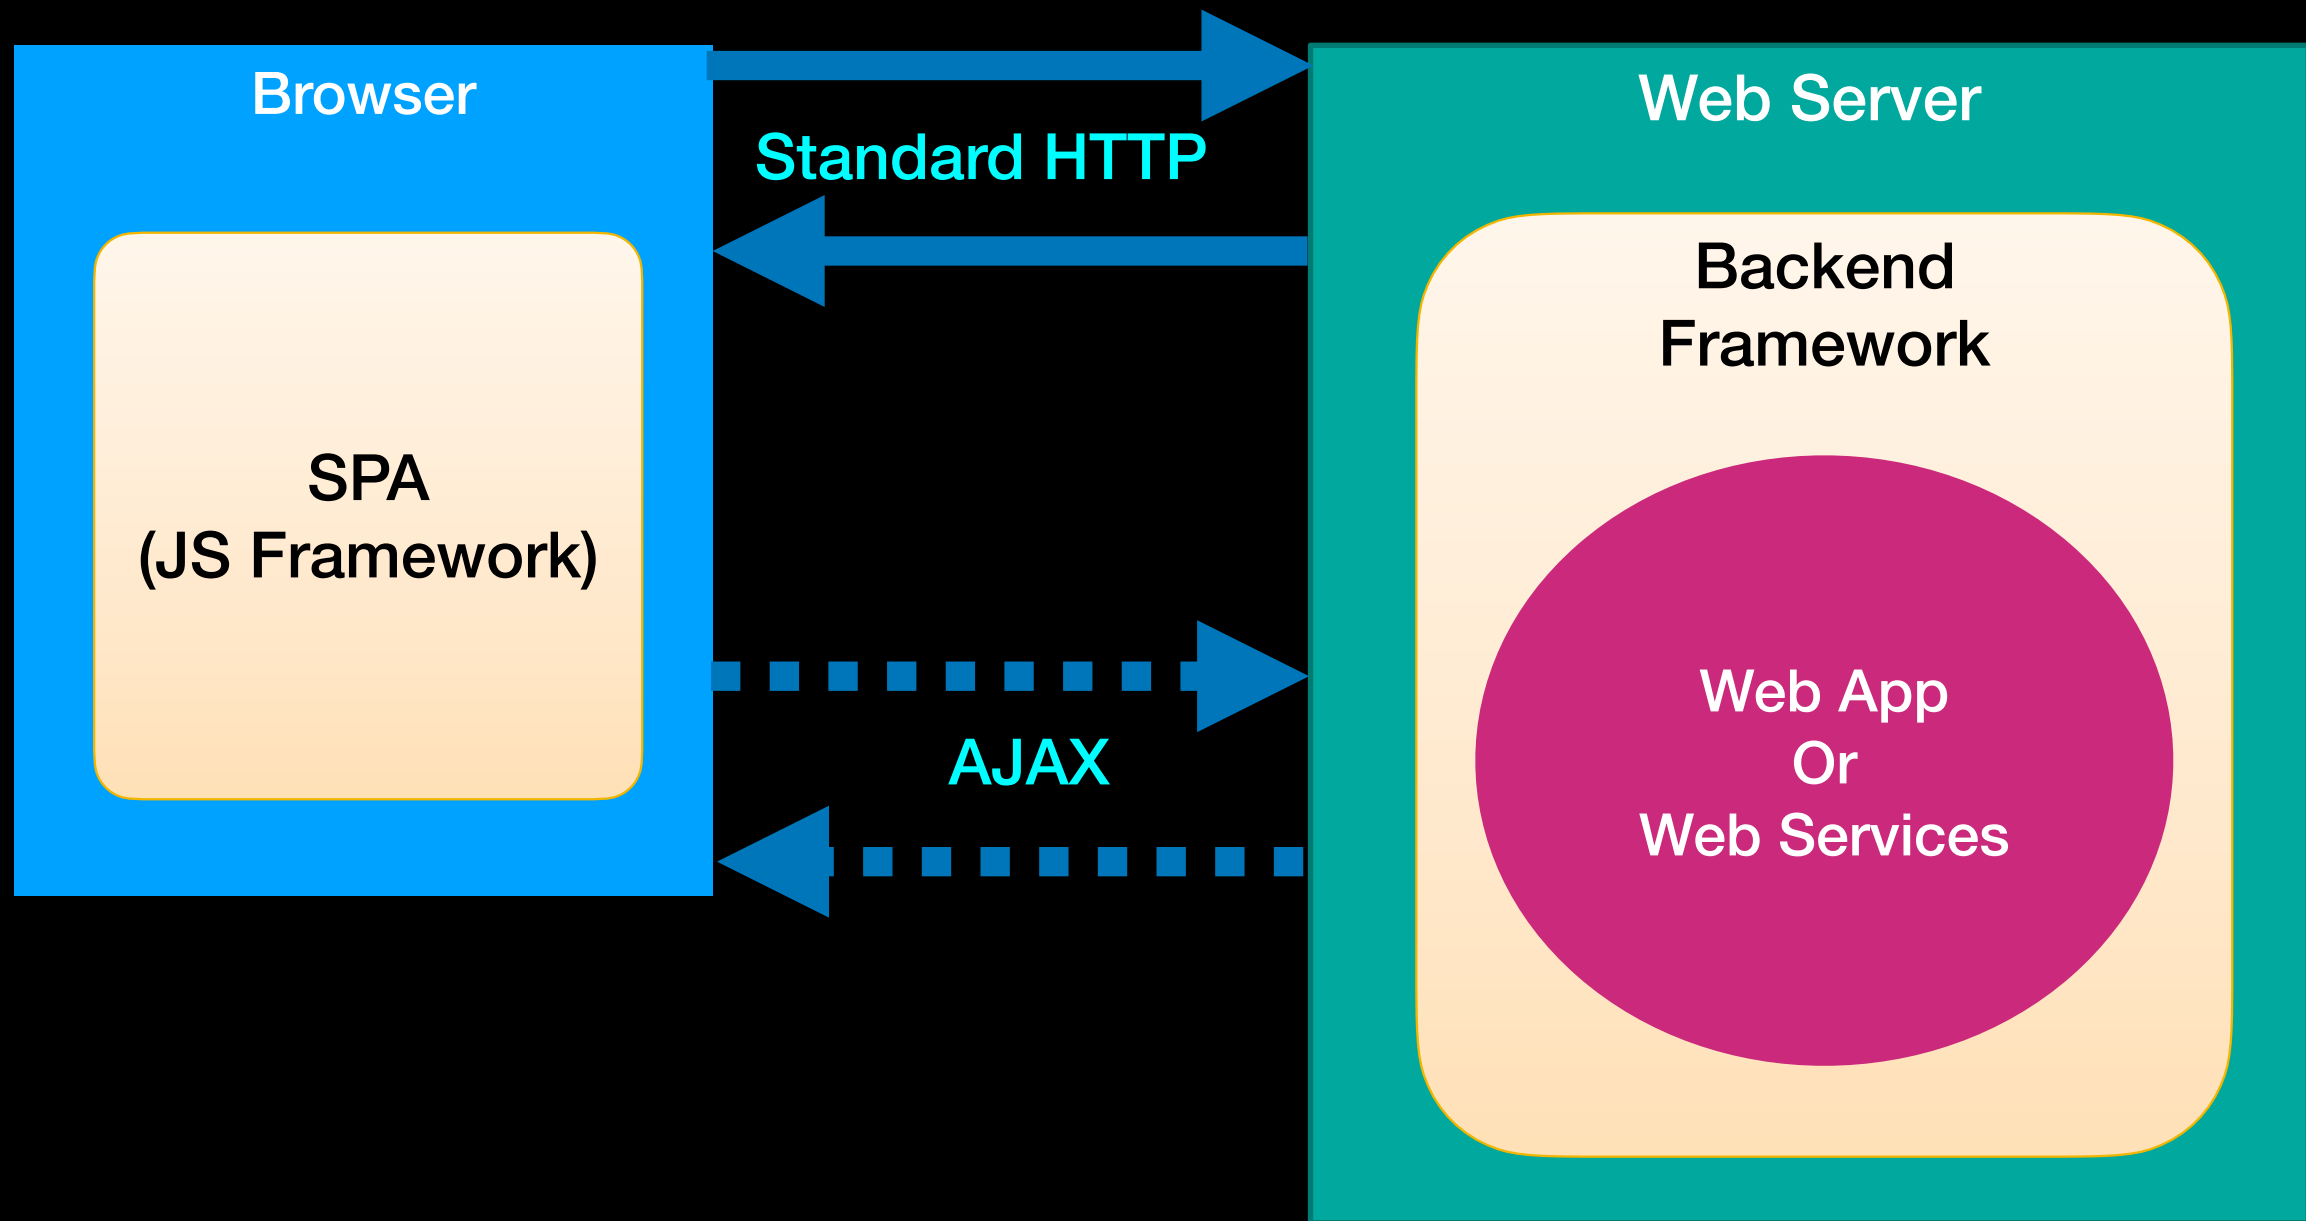 Browser
SPA
(JS Framework)
Standard HTTP
AJAX
Web Server
Backend
Framework
Web App
Or
Web Services